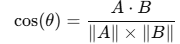 cos(θ) = A · B / ‖A‖ × ‖B‖